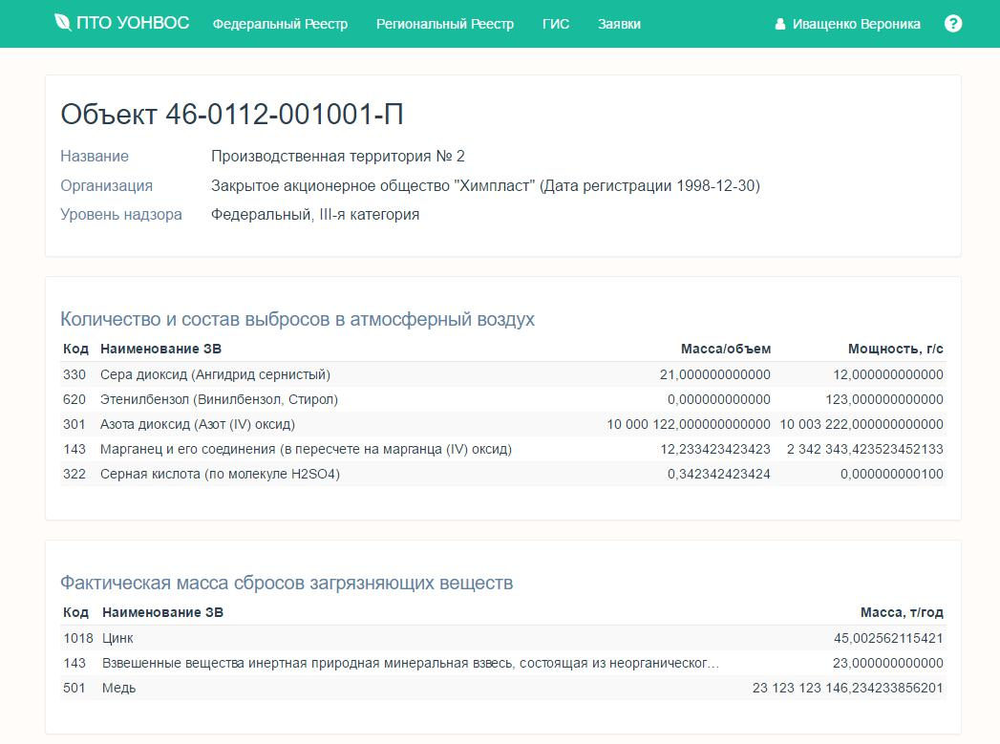 ПТО УОНВОС Федеральный Реестр Региональный Реестр ГИС Заявки Иващенко Вероника ?
Объект 46-0112-001001-П
Название Производственная территория № 2
Организация Закрытое акционерное общество "Химпласт" (Дата регистрации 1998-12-30)
Уровень надзора Федеральный, III-я категория
Количество и состав выбросов в атмосферный воздух
Код Наименование ЗВ Масса/объем Мощность, г/с
330 Сера диоксид (Ангидрид сернистый) 21,000000000000 12,000000000000
620 Этенилбензол (Винилбензол, Стирол) 0,000000000000 123,000000000000
301 Азота диоксид (Азот (IV) оксид) 10 000 122,000000000000 10 003 222,000000000000
143 Марганец и его соединения (в пересчете на марганца (IV) оксид) 12,233423423423 2 342 343,423523452133
322 Серная кислота (по молекуле H2SO4) 0,342342423424 0,000000000100
Фактическая масса сбросов загрязняющих веществ
Код Наименование ЗВ Масса, т/год
1018 Цинк 45,002562115421
143 Взвешенные вещества инертная природная минеральная взвесь, состоящая из неорганическог... 23,000000000000
501 Медь 23 123 123 146,234233856201